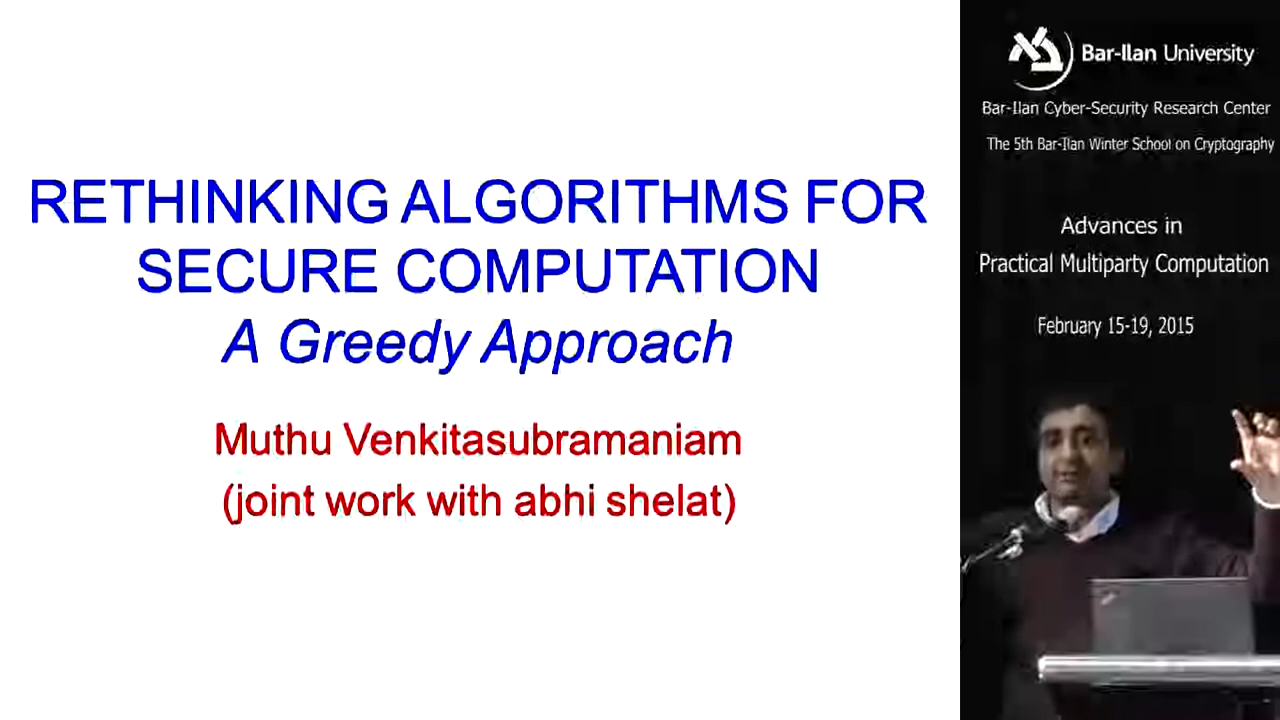 RETHINKING ALGORITHMS FOR
SECURE COMPUTATION
A Greedy Approach
Muthu Venkitasubramaniam
(joint work with abhi shelat)
Bar-Ilan University
Bar-Ilan Cyber-Security Research Center
The 5th Bar-Ilan Winter School on Cryptography
Advances in
Practical Multiparty Computation
February 15-19, 2015